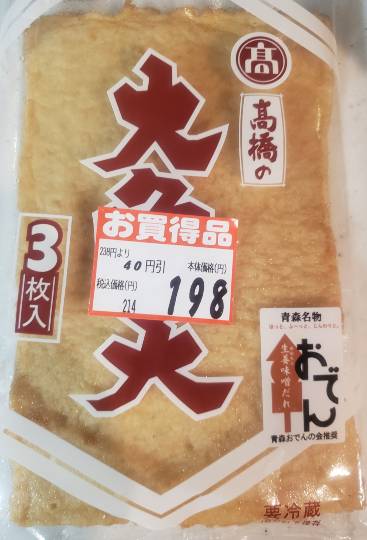 髙
髙橋の
大
天
3
枚入
お買得品
238円より
40円引
本体価格(円)
税込価格(円)
214
198
青森名物
おでん
生姜味噌だれ
青森おでんの会推奨
要冷蔵